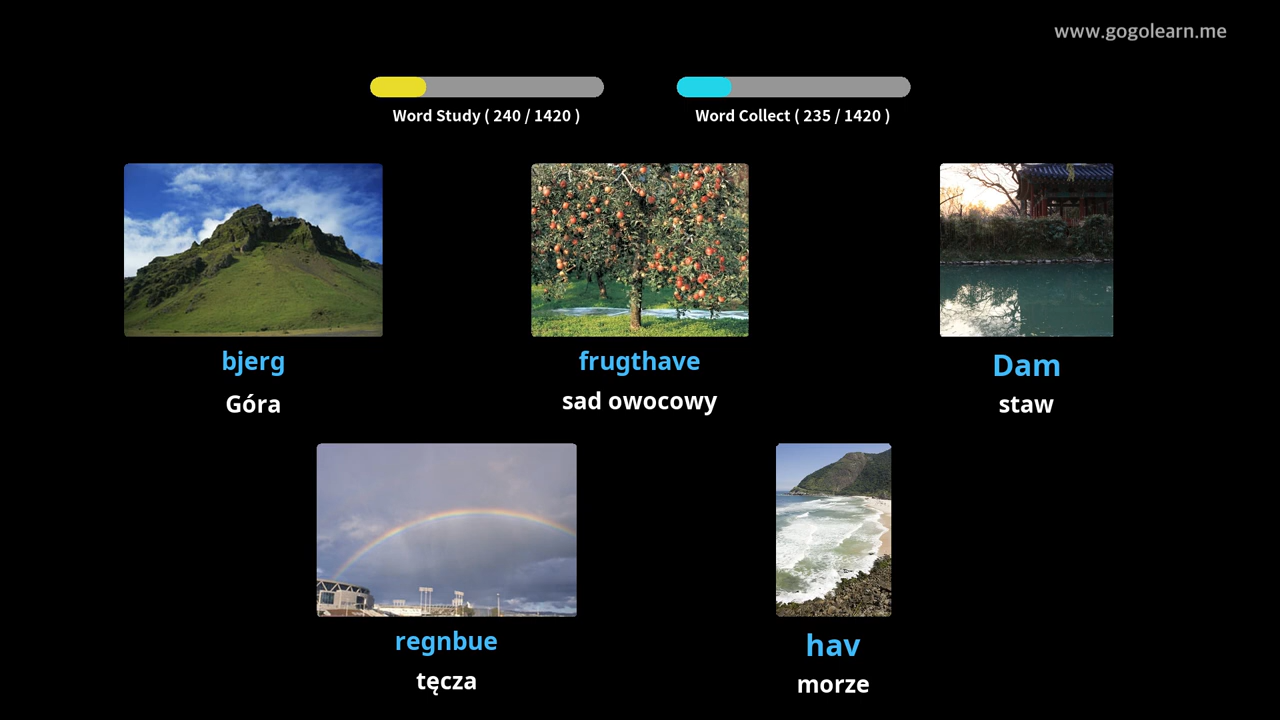 www.gogolearn.me
Word Study ( 240 / 1420 )
Word Collect ( 235 / 1420 )
bjerg
Góra
frugthave
sad owocowy
Dam
staw
regnbue
tęcza
hav
morze